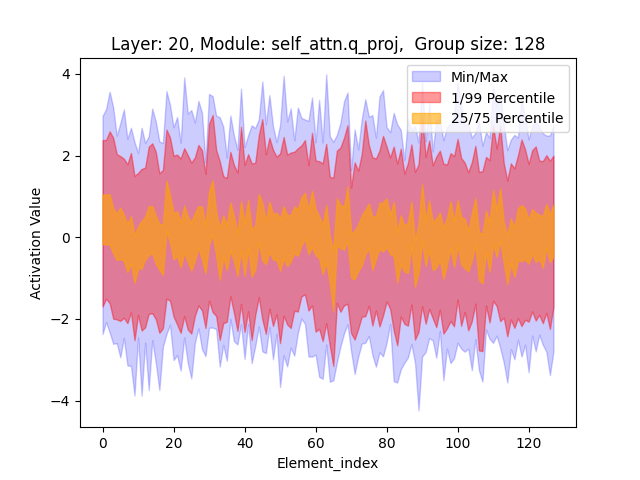 Layer: 20, Module: self_attn.q_proj,  Group size: 128
Min/Max
1/99 Percentile
25/75 Percentile
Activation Value
4
2
0
−2
−4
0 20 40 60 80 100 120
Element_index